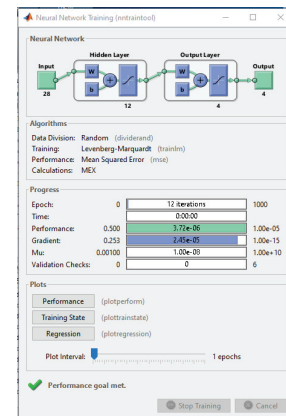 Neural Network Training (nntraintool)
Neural Network
Hidden Layer
Output Layer
Input
Output
W
W
b
b
28
4
12
4
Algorithms
Data Division: Random (dividerand)
Training: Levenberg-Marquardt (trainlm)
Performance: Mean Squared Error (mse)
Calculations: MEX
Progress
Epoch: 0 12 iterations 1000
Time: 0:00:00
Performance: 0.500 3.72e-06 1.00e-05
Gradient: 0.253 2.45e-05 1.00e-15
Mu: 0.00100 1.00e-08 1.00e+10
Validation Checks: 0 0 6
Plots
Performance (plotperform)
Training State (plottrainstate)
Regression (plotregression)
Plot Interval: 1 epochs
Performance goal met.
Stop Training Cancel